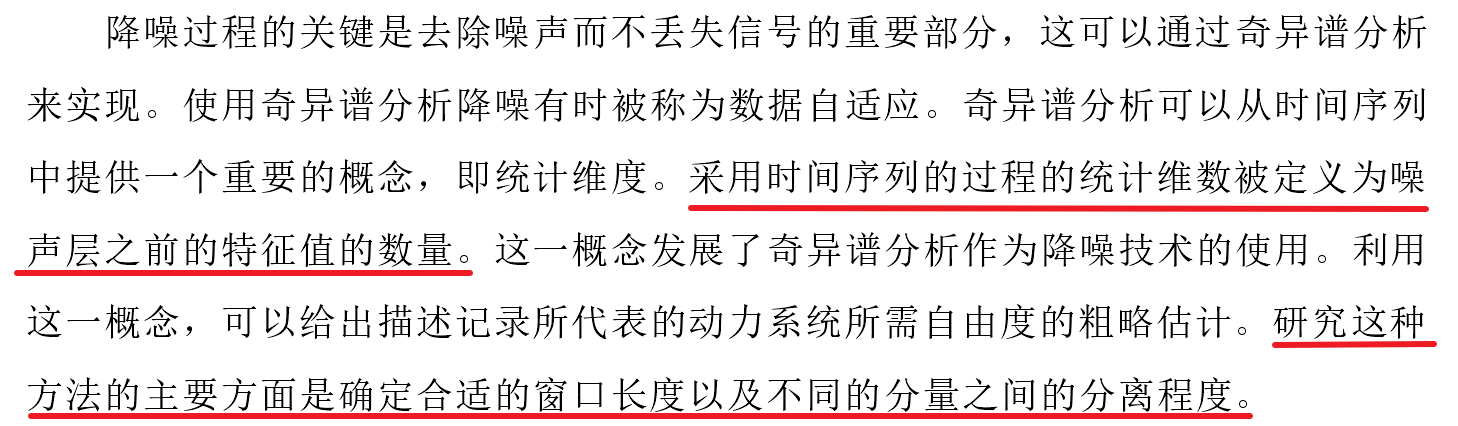 降噪过程的关键是去除噪声而不丢失信号的重要部分，这可以通过奇异谱分析
来实现。使用奇异谱分析降噪有时被称为数据自适应。奇异谱分析可以从时间序列
中提供一个重要的概念，即统计维度。采用时间序列的过程的统计维数被定义为噪
声层之前的特征值的数量。这一概念发展了奇异谱分析作为降噪技术的使用。利用
这一概念，可以给出描述记录所代表的动力系统所需自由度的粗略估计。研究这种
方法的主要方面是确定合适的窗口长度以及不同的分量之间的分离程度。